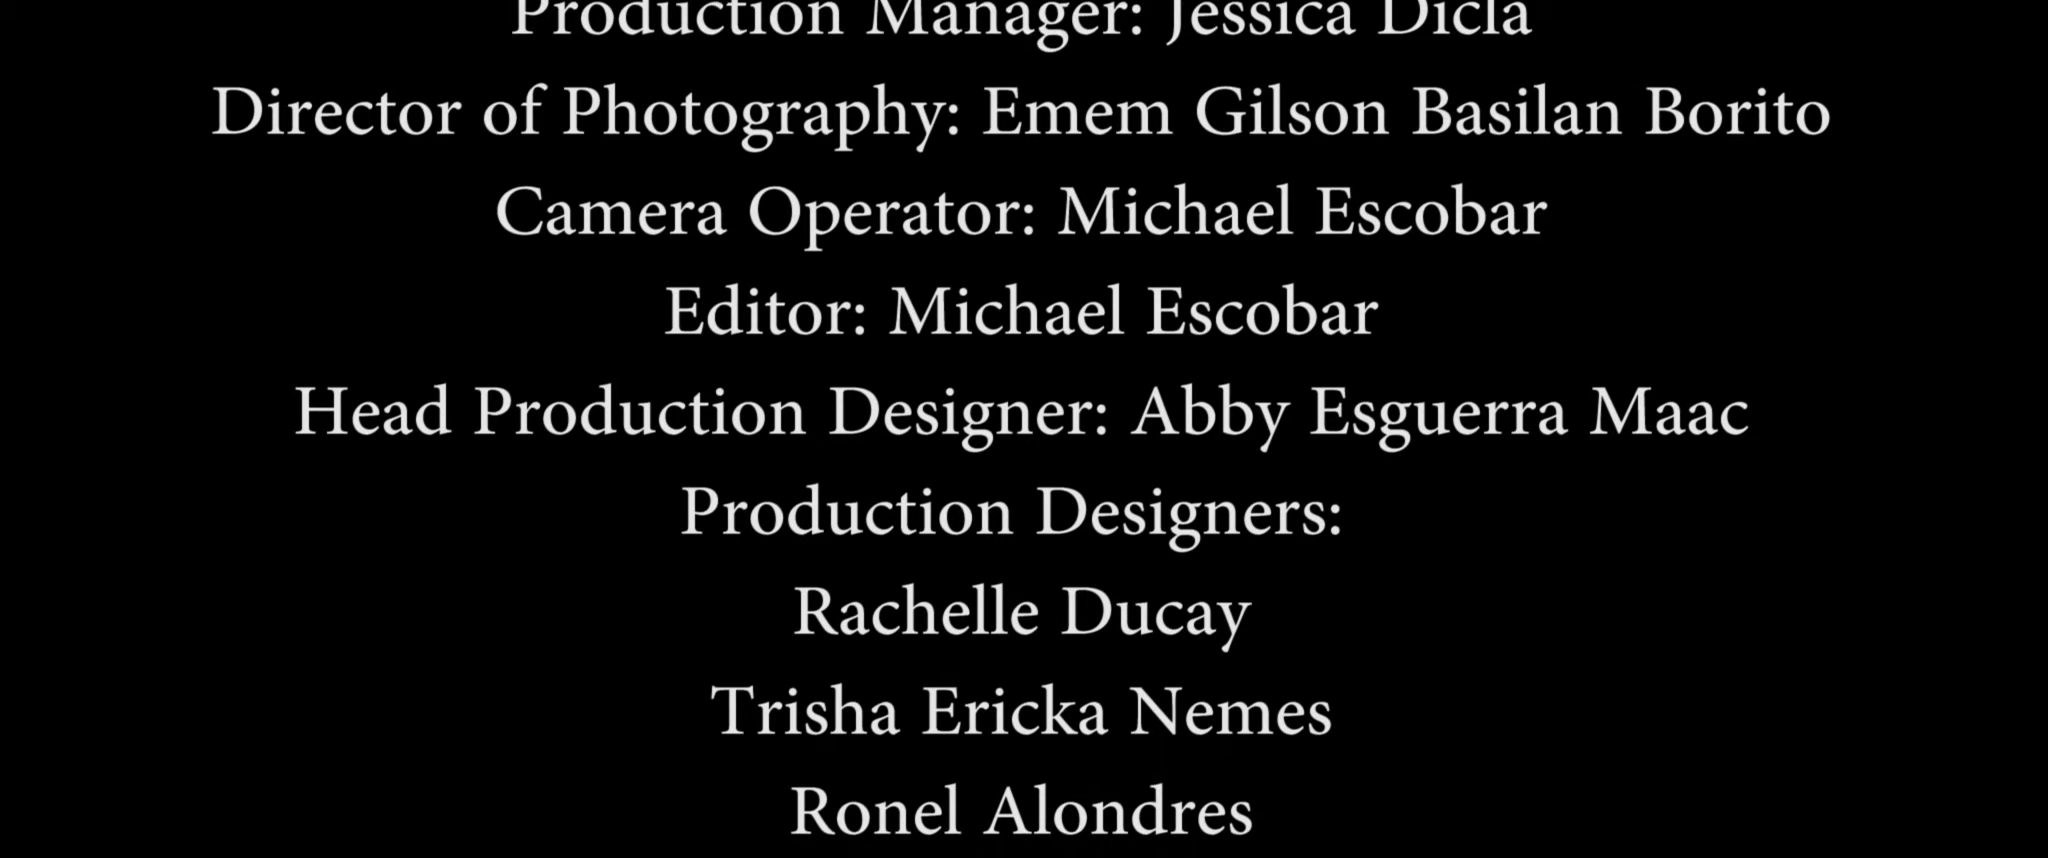 Production Manager: Jessica Dicla
Director of Photography: Emem Gilson Basilan Borito
Camera Operator: Michael Escobar
Editor: Michael Escobar
Head Production Designer: Abby Esguerra Maac
Production Designers:
Rachelle Ducay
Trisha Ericka Nemes
Ronel Alondres